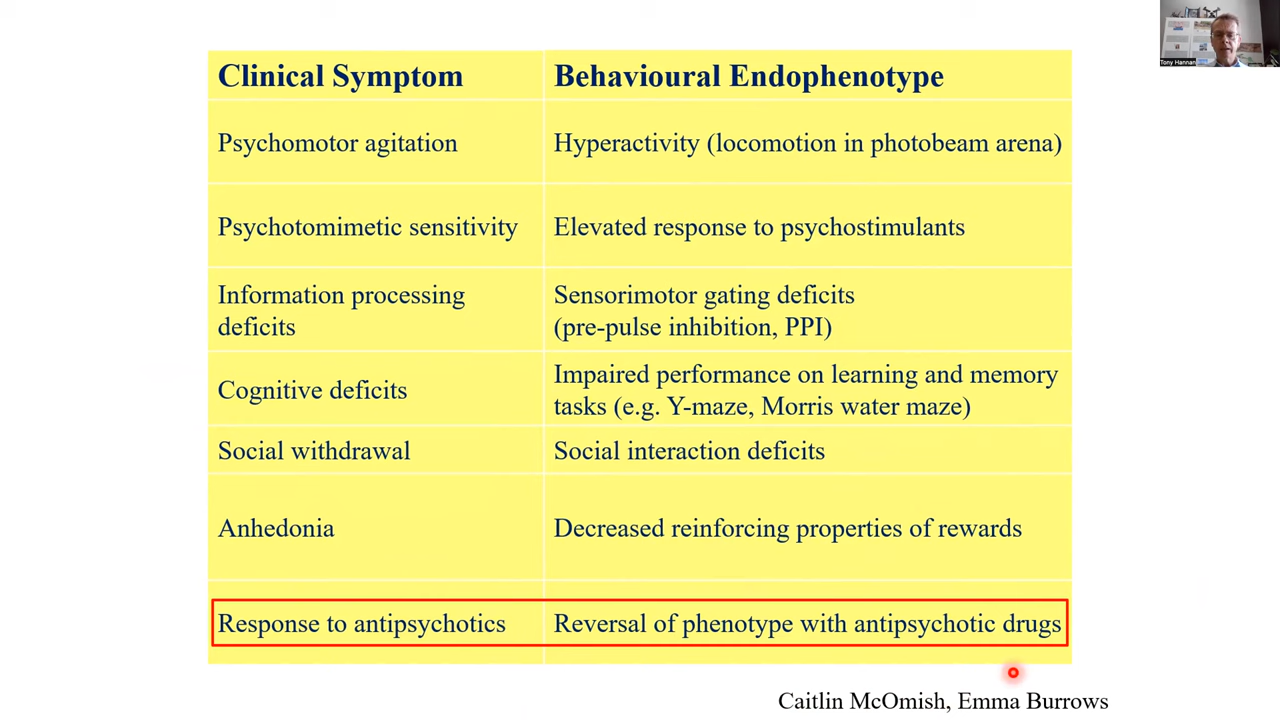 Clinical Symptom
Behavioural Endophenotype
Psychomotor agitation
Hyperactivity (locomotion in photobeam arena)
Psychotomimetic sensitivity
Elevated response to psychostimulants
Information processing
deficits
Sensorimotor gating deficits
(pre-pulse inhibition, PPI)
Cognitive deficits
Impaired performance on learning and memory
tasks (e.g. Y-maze, Morris water maze)
Social withdrawal
Social interaction deficits
Anhedonia
Decreased reinforcing properties of rewards
Response to antipsychotics
Reversal of phenotype with antipsychotic drugs
Caitlin McOmish, Emma Burrows
Tony Hannan